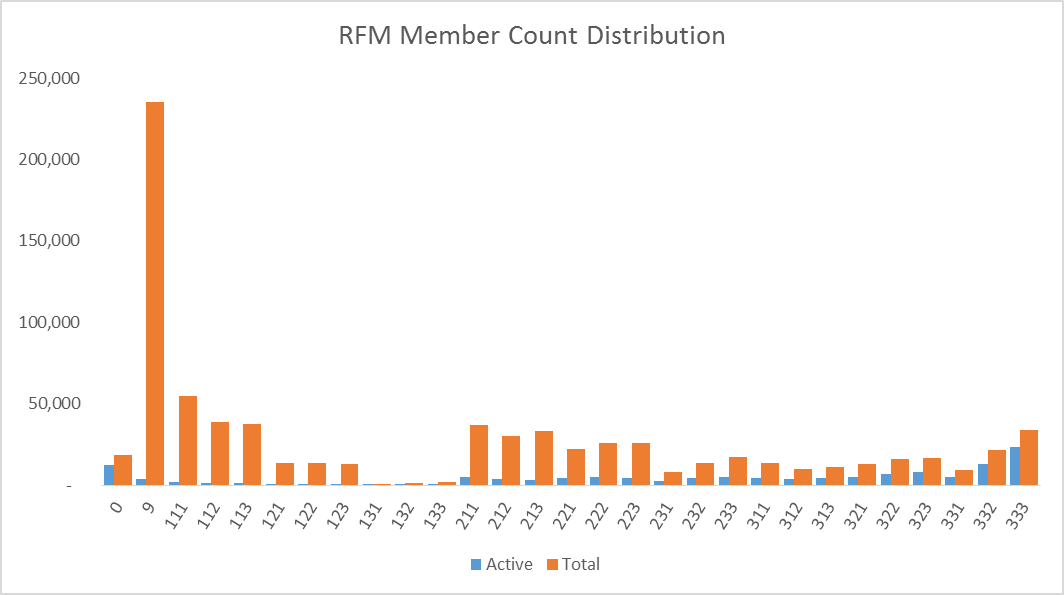 RFM Member Count Distribution
250,000
200,000
150,000
100,000
50,000
-
0 9 111 112 113 121 122 123 131 132 133 211 212 213 221 222 223 231 232 233 311 312 313 321 322 323 331 332 333
Active Total